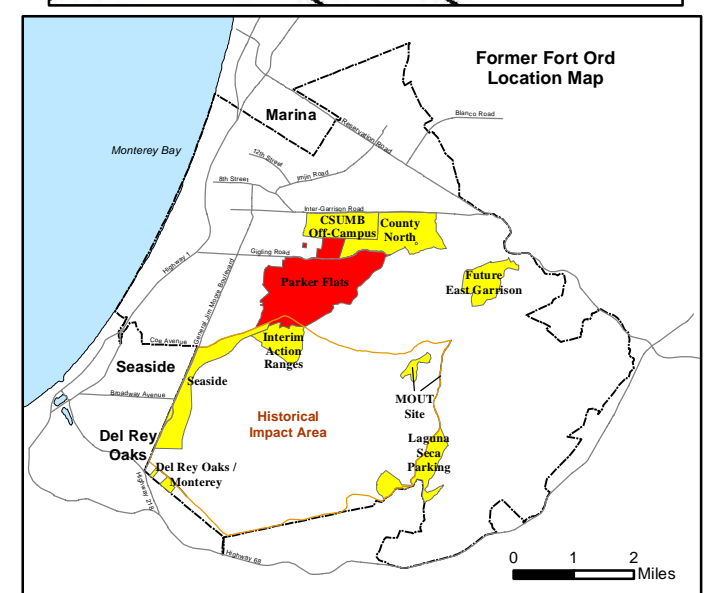 Former Fort Ord
Location Map
Marina
Blanco Road
Reservation Road
Monterey Bay
12th Street
Imjin Road
8th Street
Inter-Garrison Road
CSUMB
Off-Campus
County
North
Gigling Road
Highway 1
General Jim Moore Boulevard
Parker Flats
Future
East Garrison
Coe Avenue
Interim
Action
Ranges
Seaside
Seaside
Broadway Avenue
MOUT
Site
Historical
Impact Area
Del Rey
Oaks
Laguna
Seca
Parking
Del Rey Oaks /
Monterey
Highway 218
Highway 68
0 1 2
Miles